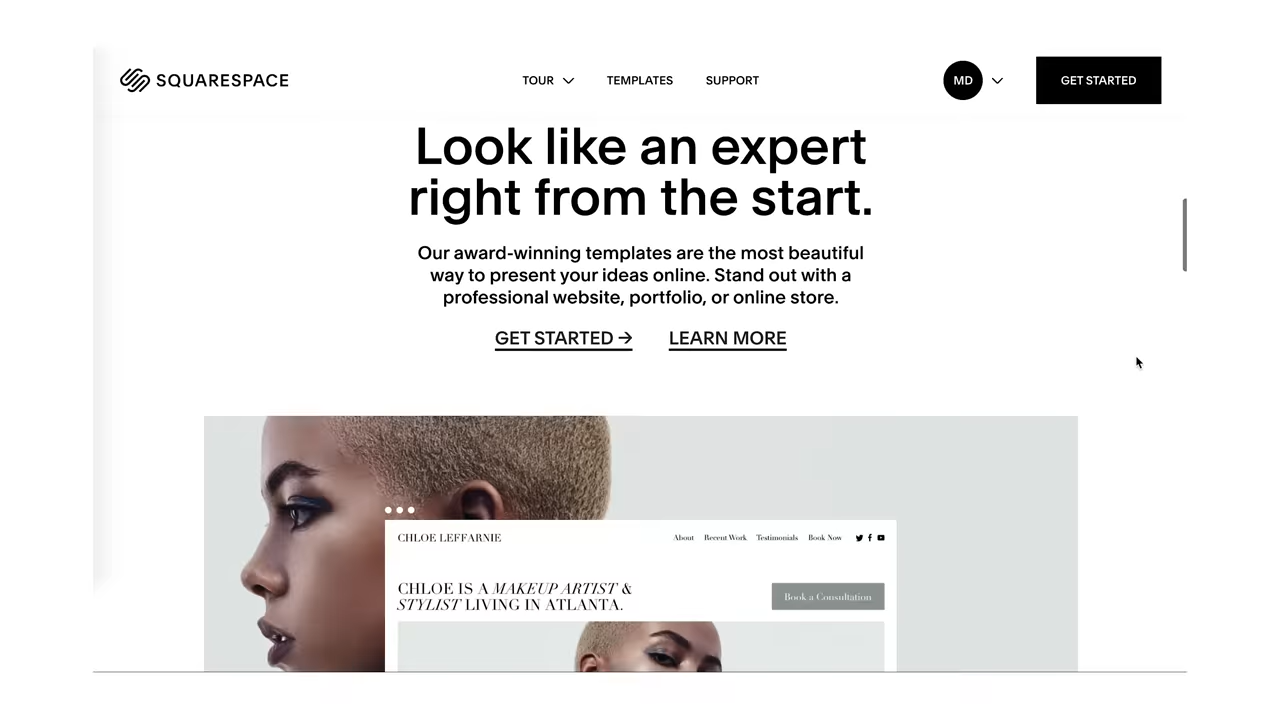 SQUARESPACE
TOUR
TEMPLATES
SUPPORT
MD
GET STARTED
Look like an expert
right from the start.
Our award-winning templates are the most beautiful
way to present your ideas online. Stand out with a
professional website, portfolio, or online store.
GET STARTED →
LEARN MORE
CHLOE LEFFARNIE
About
Recent Work
Testimonials
Book Now
CHLOE IS A MAKEUP ARTIST &
STYLIST LIVING IN ATLANTA.
Book a Consultation